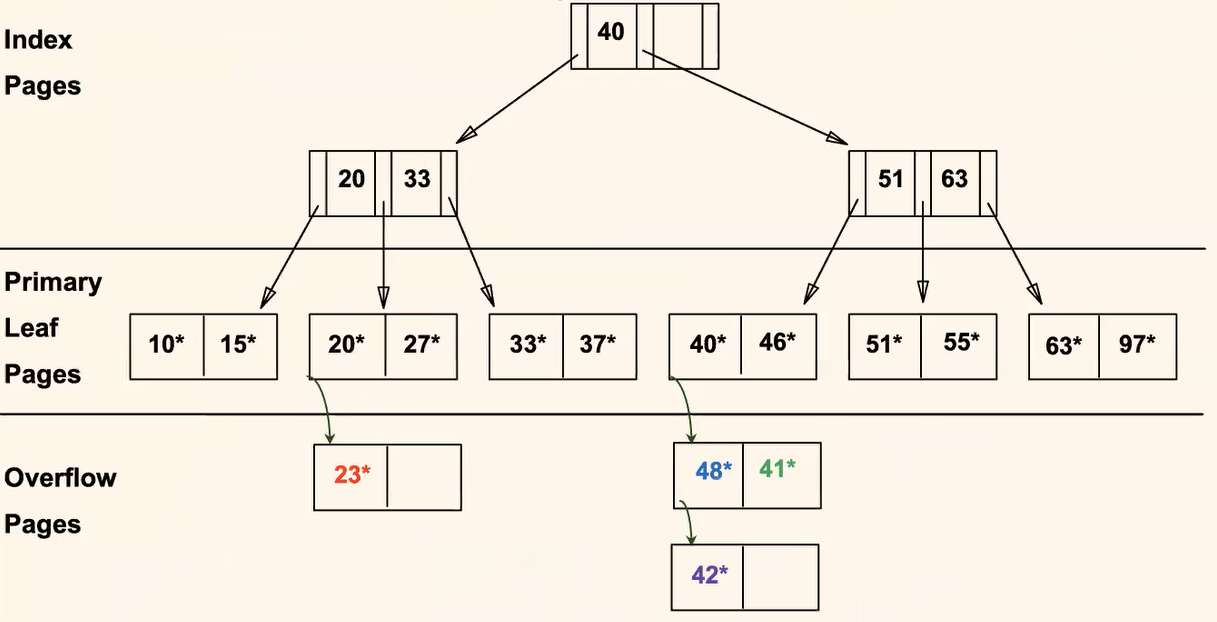 Index
Pages
40
20 33
51 63
Primary
Leaf
Pages
10* 15*
20* 27*
33* 37*
40* 46*
51* 55*
63* 97*
Overflow
Pages
23*
48* 41*
42*